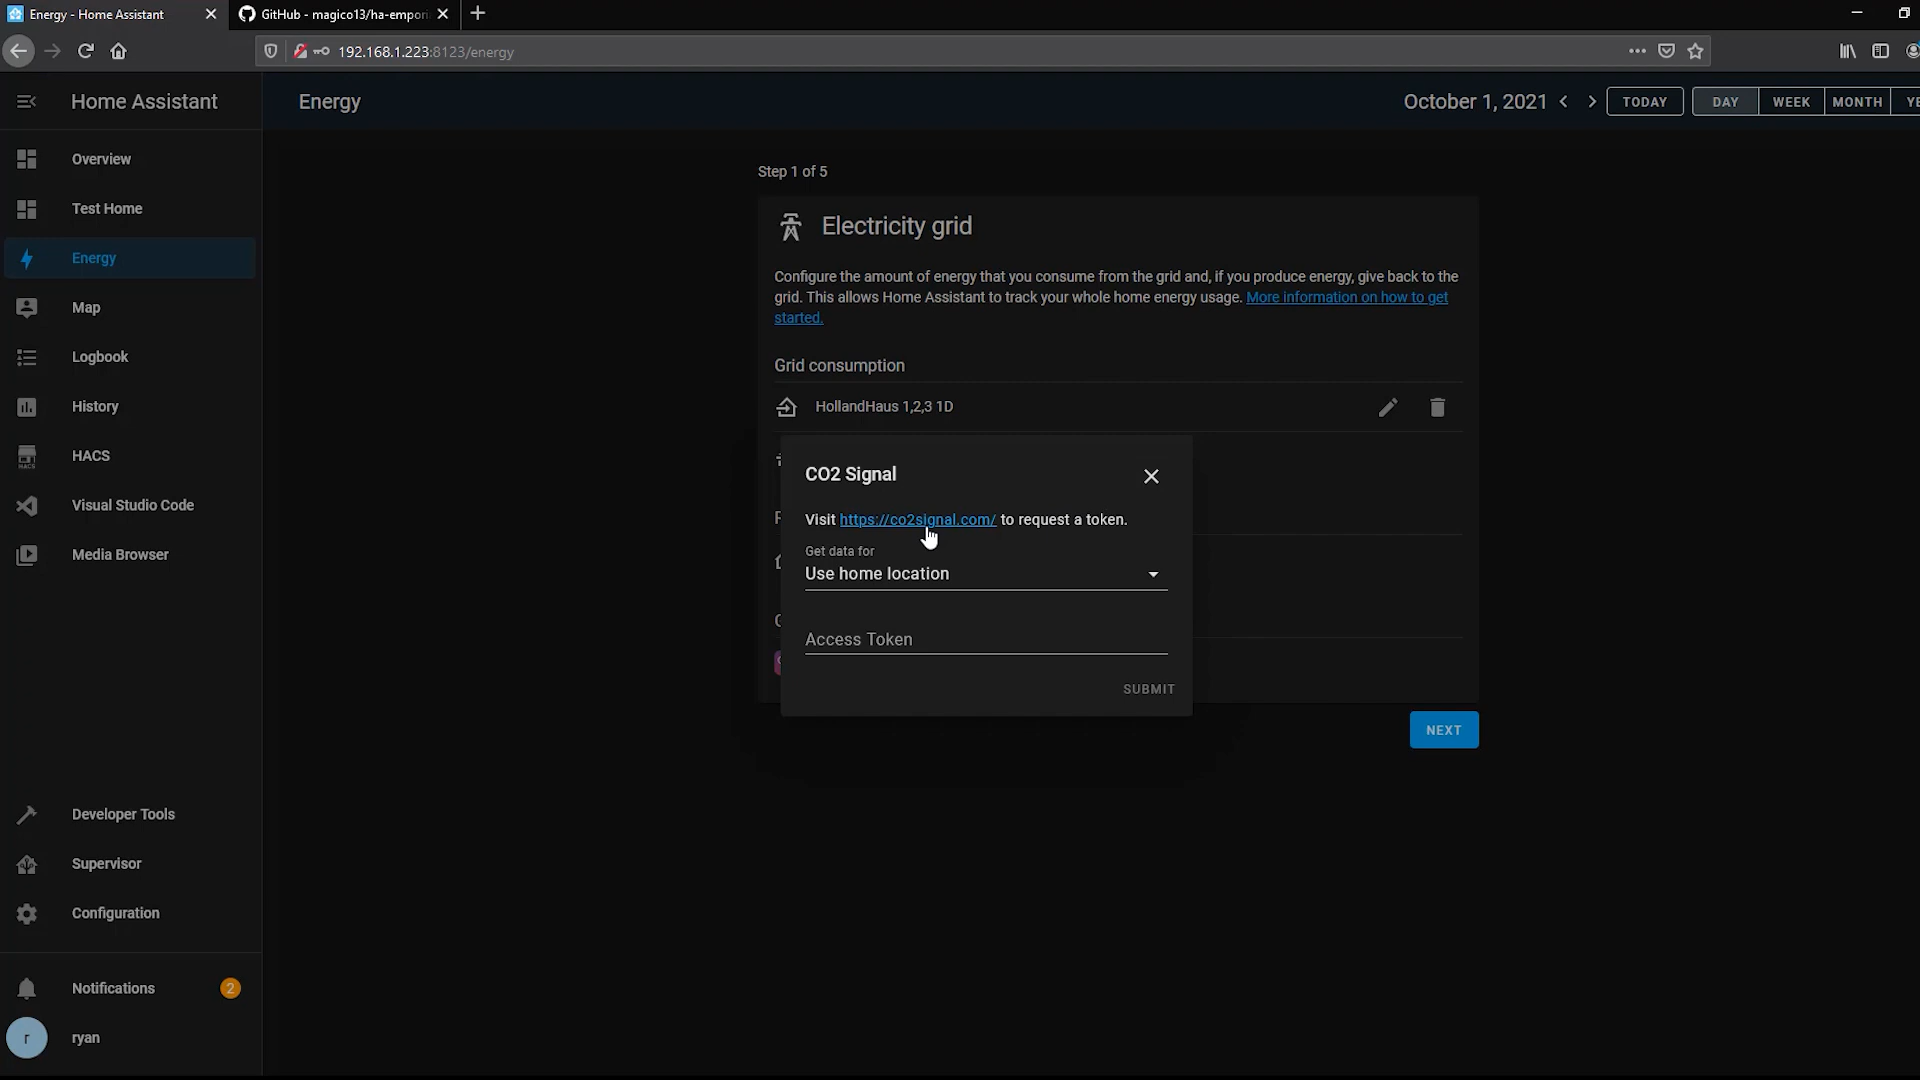 Energy - Home Assistant
GitHub - magico13/ha-empori
192.168.1.223:8123/energy
Home Assistant
Energy
October 1, 2021
TODAY
DAY
WEEK
MONTH
YE
Overview
Test Home
Energy
Map
Logbook
History
HACS
HACS
Visual Studio Code
Media Browser
Developer Tools
Supervisor
Configuration
Notifications
2
r
ryan
Step 1 of 5
Electricity grid
Configure the amount of energy that you consume from the grid and, if you produce energy, give back to the
grid. This allows Home Assistant to track your whole home energy usage. More information on how to get
started.
Grid consumption
HollandHaus 1,2,3 1D
CO2 Signal
Visit https://co2signal.com/ to request a token.
Get data for
Use home location
Access Token
SUBMIT
NEXT